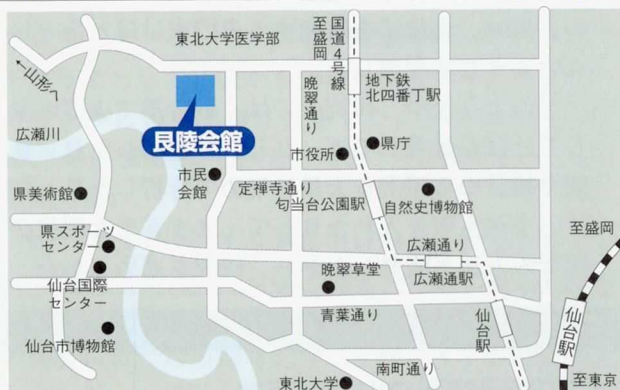 東北大学医学部
至盛岡
国道4号線
←山形へ
晩翠通り
地下鉄
北四番丁駅
広瀬川
艮陵会館
市役所
県庁
市民
会館
定禅寺通り
匂当台公園駅
自然史博物館
県美術館
県スポーツ
センター
広瀬通り
至盛岡
仙台国際
センター
晩翠草堂
広瀬通駅
青葉通り
仙台駅
仙台駅
仙台市博物館
南町通り
東北大学
至東京